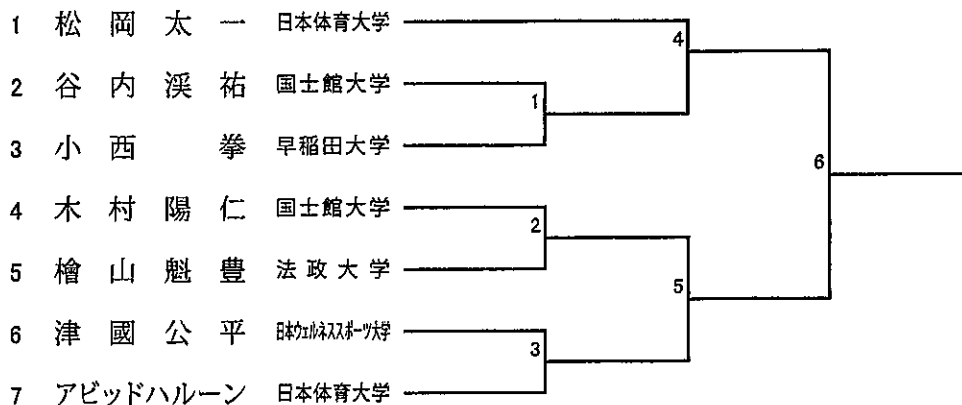 1 松岡太一 日本体育大学
4
2 谷内渓祐 国士館大学
1
3 小西 拳 早稲田大学
6
4 木村陽仁 国士館大学
2
5 檜山魁豊 法政大学
5
6 津國公平 日本ウェルネススポーツ大学
3
7 アビッドハルーン 日本体育大学